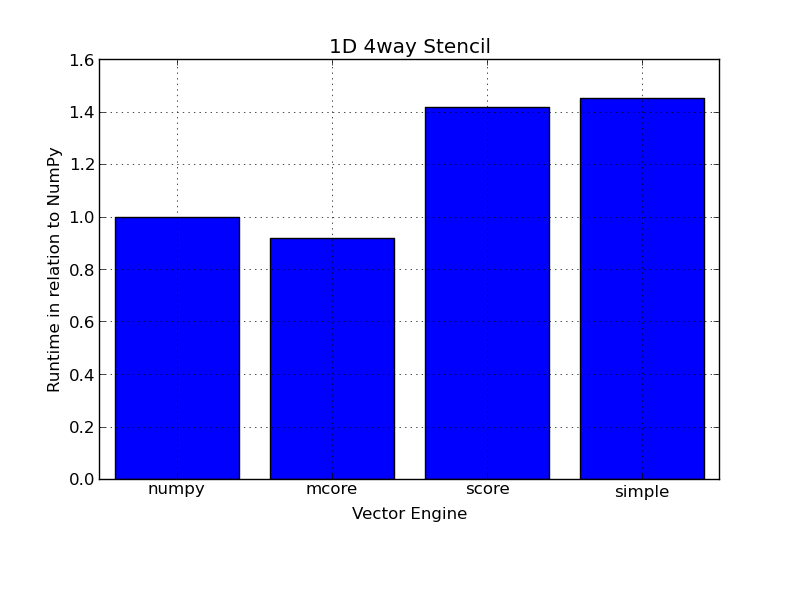 1D 4way Stencil
1.6
1.4
1.2
1.0
0.8
0.6
0.4
0.2
0.0
Runtime in relation to NumPy
numpy mcore score simple
Vector Engine